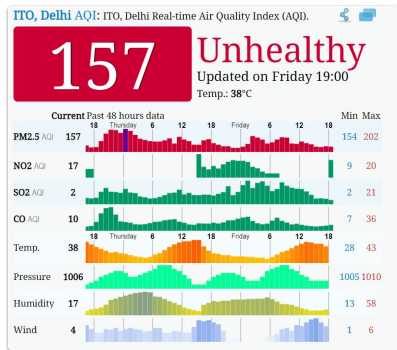 ITO, Delhi AQI: ITO, Delhi Real-time Air Quality Index (AQI).
157
Unhealthy
Updated on Friday 19:00
Temp.: 38°C
Current Past 48 hours data Min Max
18 Thursday 6 12 18 Friday 6 12 18
PM2.5 AQI 157 154 202
NO2 AQI 17 9 20
SO2 AQI 2 2 21
CO AQI 10 7 36
18 Thursday 6 12 18 Friday 6 12 18
Temp. 38 28 43
Pressure 1006 1005 1010
Humidity 17 13 58
Wind 4 1 6